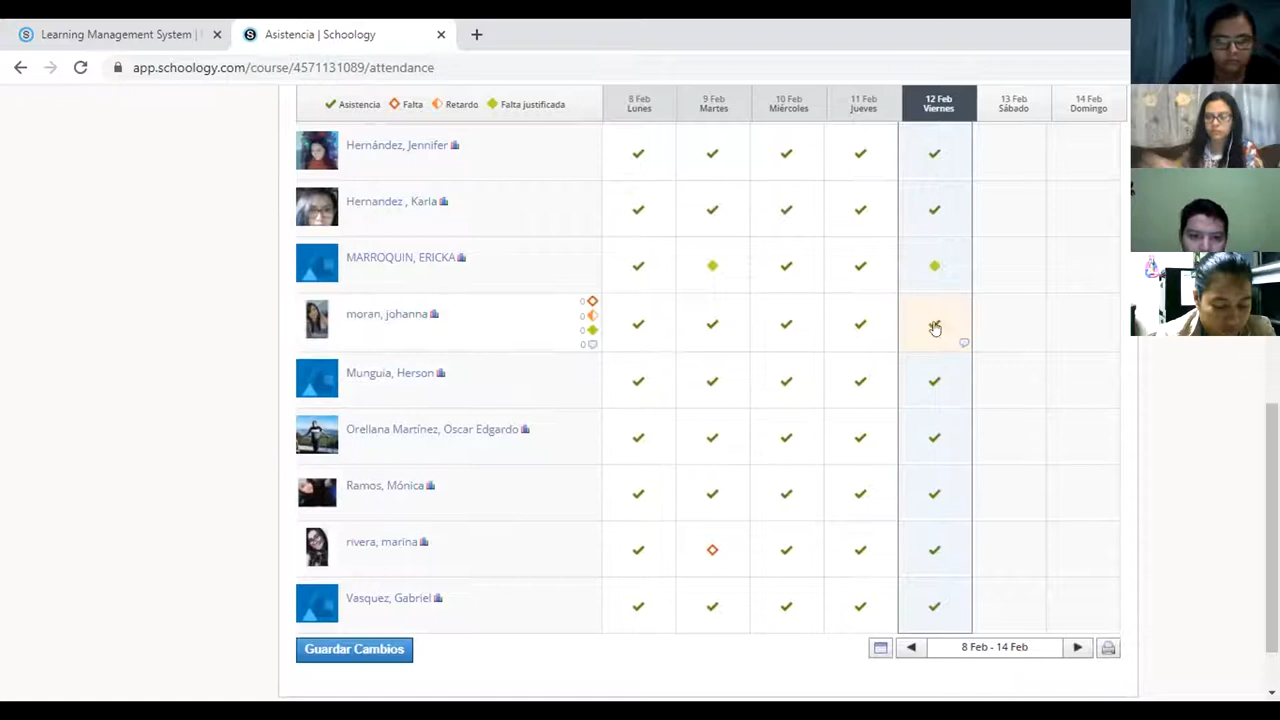 Learning Management System |
Asistencia | Schoology
app.schoology.com/course/4571131089/attendance
Asistencia Falta Retardo Falta justificada
8 Feb Lunes
9 Feb Martes
10 Feb Miércoles
11 Feb Jueves
12 Feb Viernes
13 Feb Sábado
14 Feb Domingo
Hernández, Jennifer
Hernandez , Karla
MARROQUIN, ERICKA
moran, johanna
0
0
0
0
Munguia, Herson
Orellana Martínez, Oscar Edgardo
Ramos, Mónica
rivera, marina
Vasquez, Gabriel
Guardar Cambios
8 Feb - 14 Feb